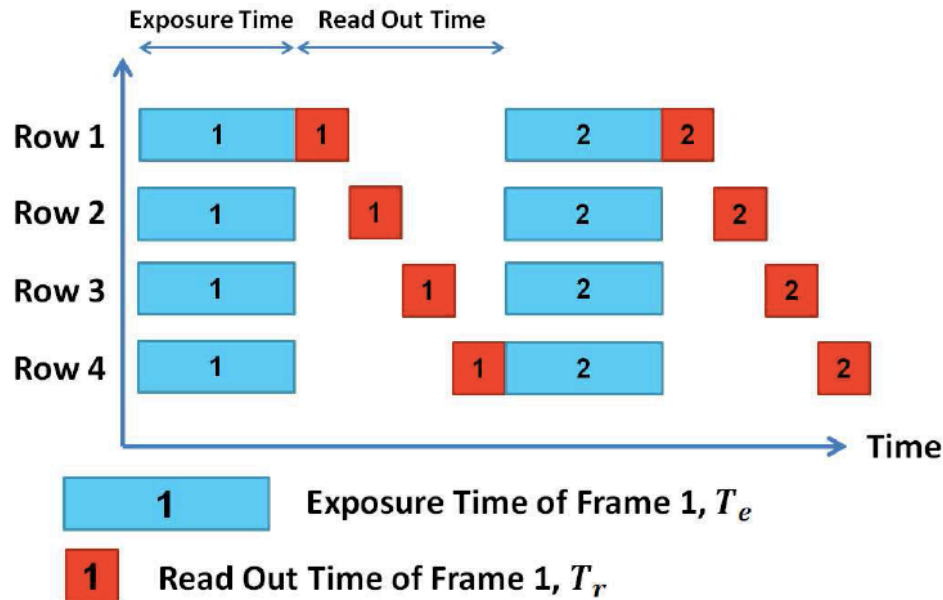 Exposure Time Read Out Time
Row 1 1 1 2 2
Row 2 1 1 2 2
Row 3 1 1 2 2
Row 4 1 1 2 2
Time
1 Exposure Time of Frame 1, T_e
1 Read Out Time of Frame 1, T_r